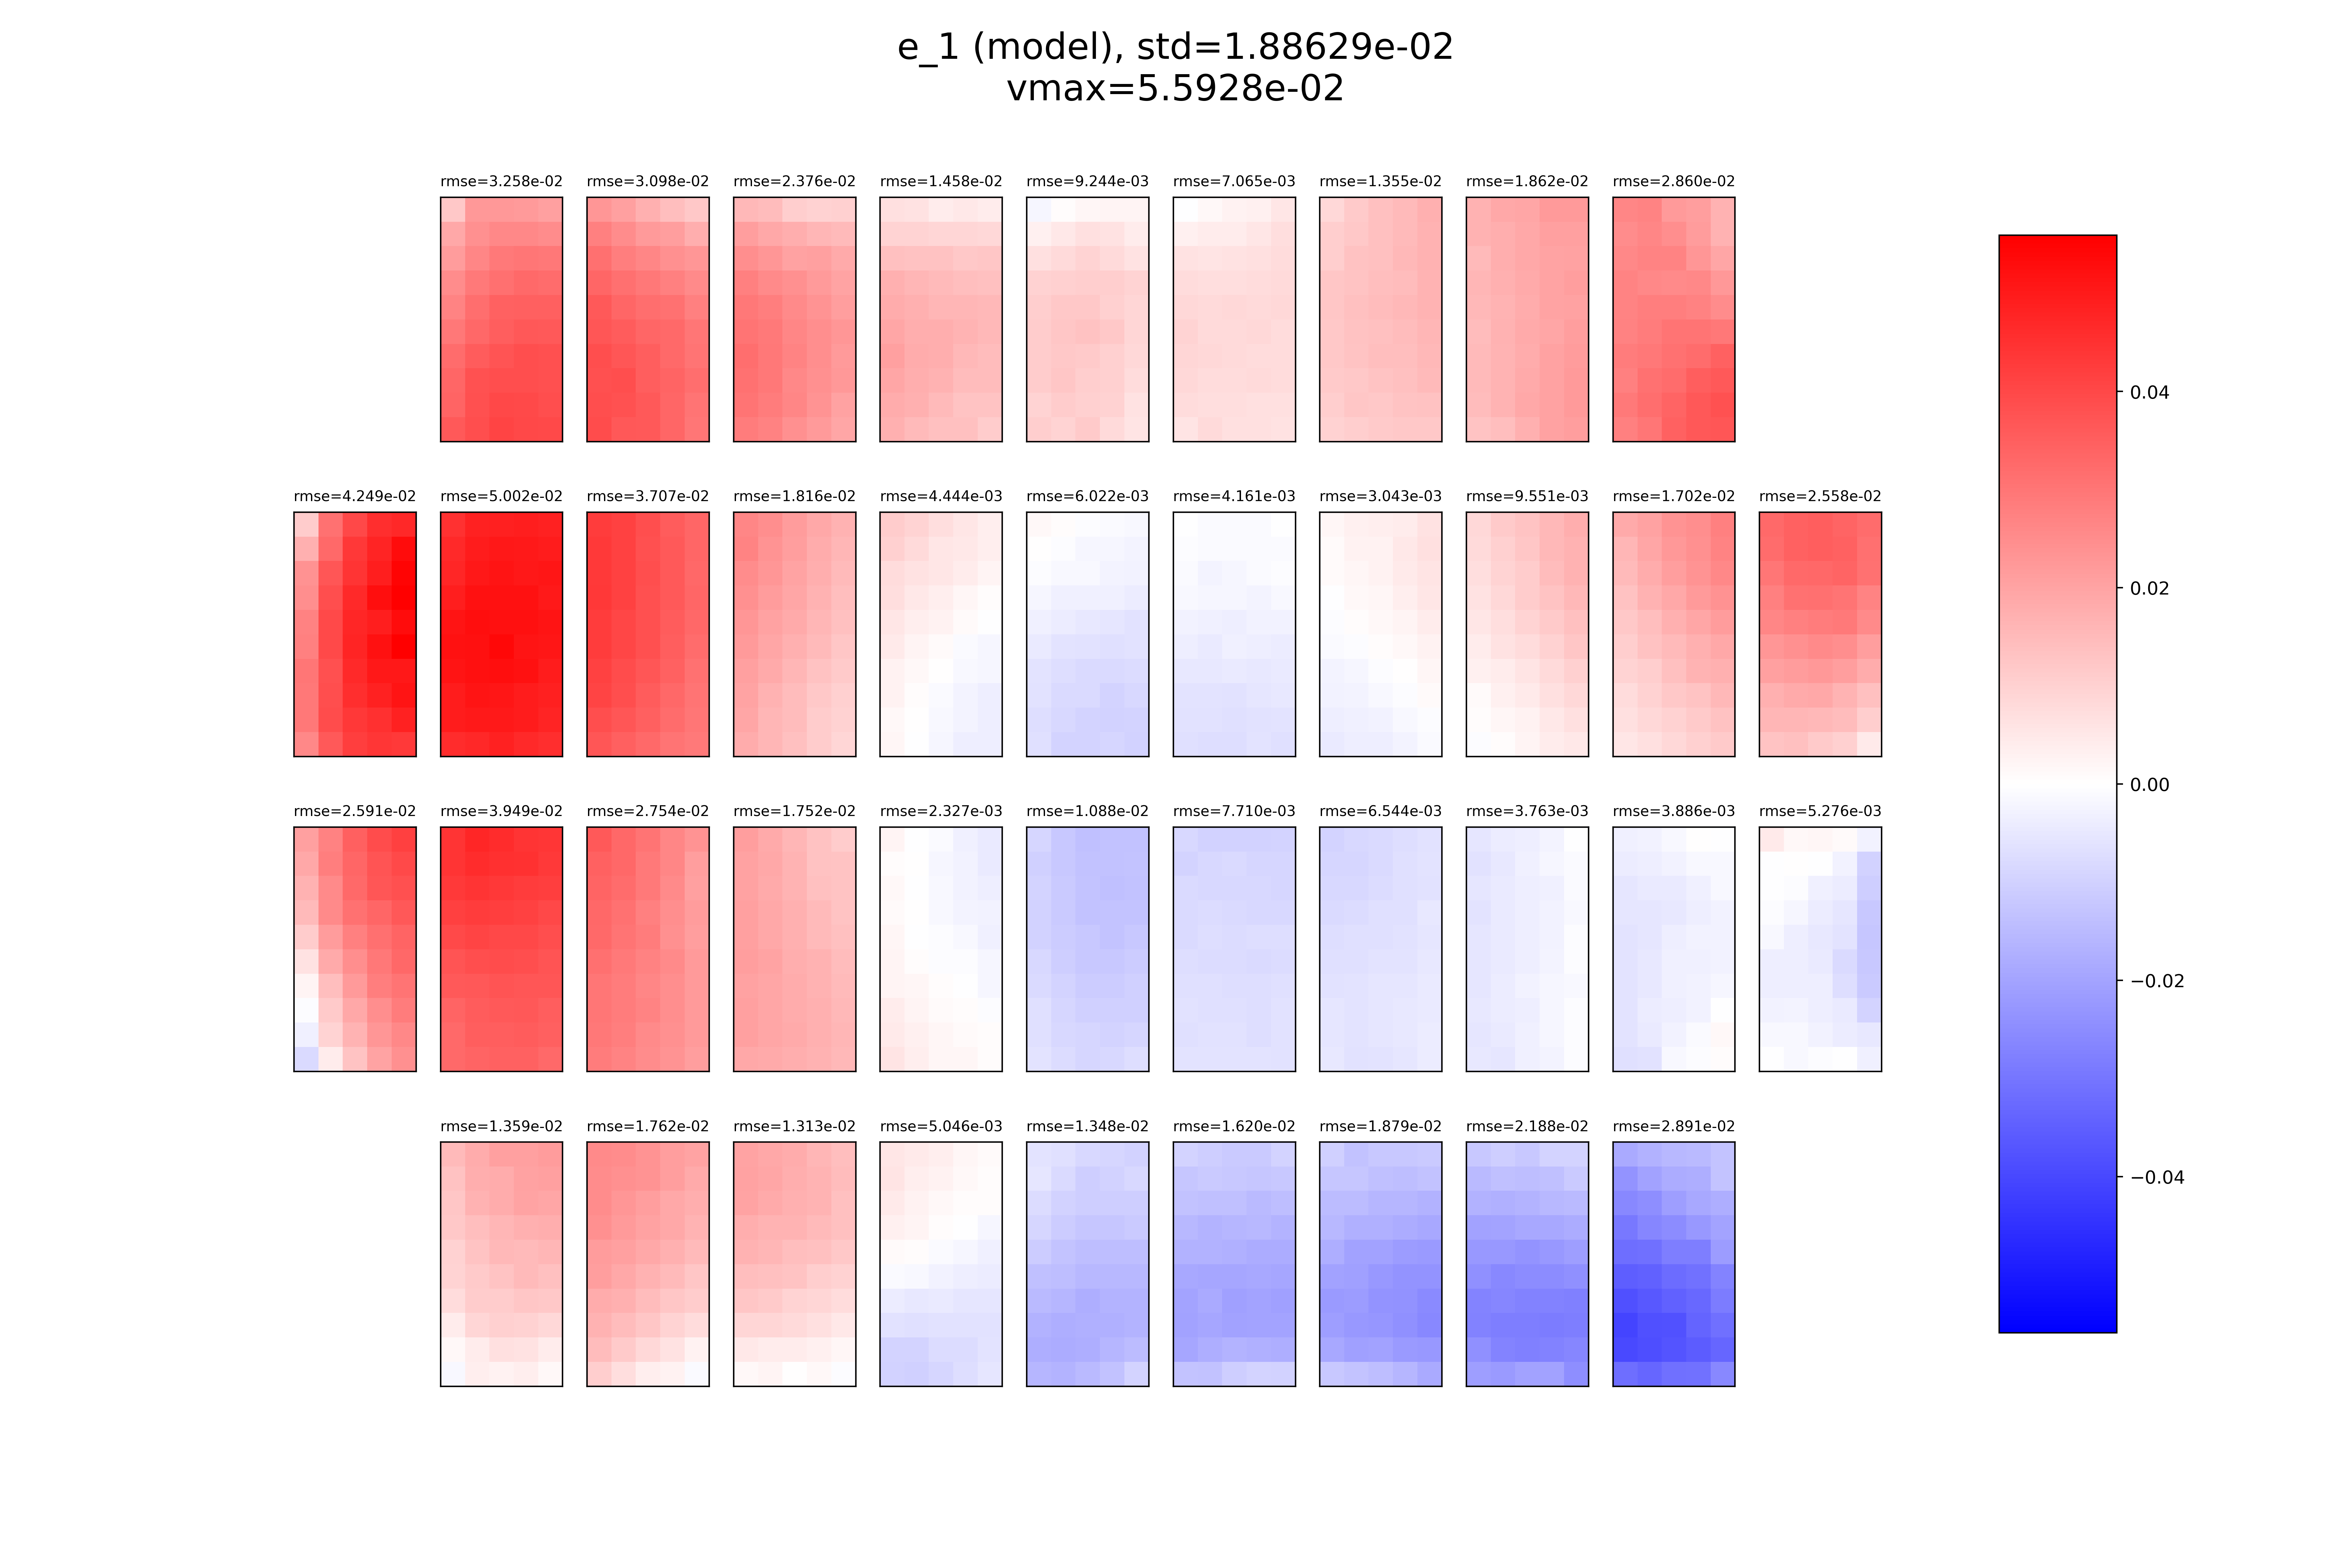 e_1 (model), std=1.88629e-02
vmax=5.5928e-02
rmse=3.258e-02 rmse=3.098e-02 rmse=2.376e-02 rmse=1.458e-02 rmse=9.244e-03 rmse=7.065e-03 rmse=1.355e-02 rmse=1.862e-02 rmse=2.860e-02
rmse=4.249e-02 rmse=5.002e-02 rmse=3.707e-02 rmse=1.816e-02 rmse=4.444e-03 rmse=6.022e-03 rmse=4.161e-03 rmse=3.043e-03 rmse=9.551e-03 rmse=1.702e-02 rmse=2.558e-02
rmse=2.591e-02 rmse=3.949e-02 rmse=2.754e-02 rmse=1.752e-02 rmse=2.327e-03 rmse=1.088e-02 rmse=7.710e-03 rmse=6.544e-03 rmse=3.763e-03 rmse=3.886e-03 rmse=5.276e-03
rmse=1.359e-02 rmse=1.762e-02 rmse=1.313e-02 rmse=5.046e-03 rmse=1.348e-02 rmse=1.620e-02 rmse=1.879e-02 rmse=2.188e-02 rmse=2.891e-02
0.04
0.02
0.00
−0.02
−0.04